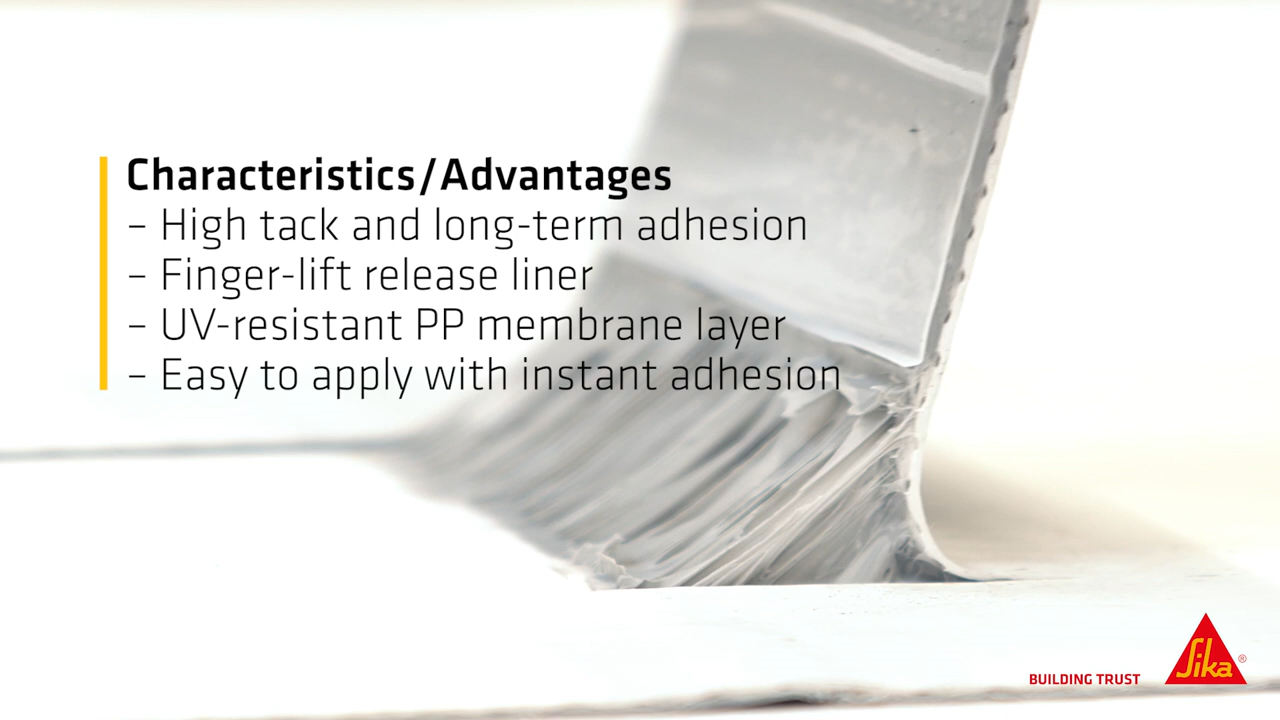 Characteristics/Advantages
– High tack and long-term adhesion
– Finger-lift release liner
– UV-resistant PP membrane layer
– Easy to apply with instant adhesion
BUILDING TRUST
Sika®